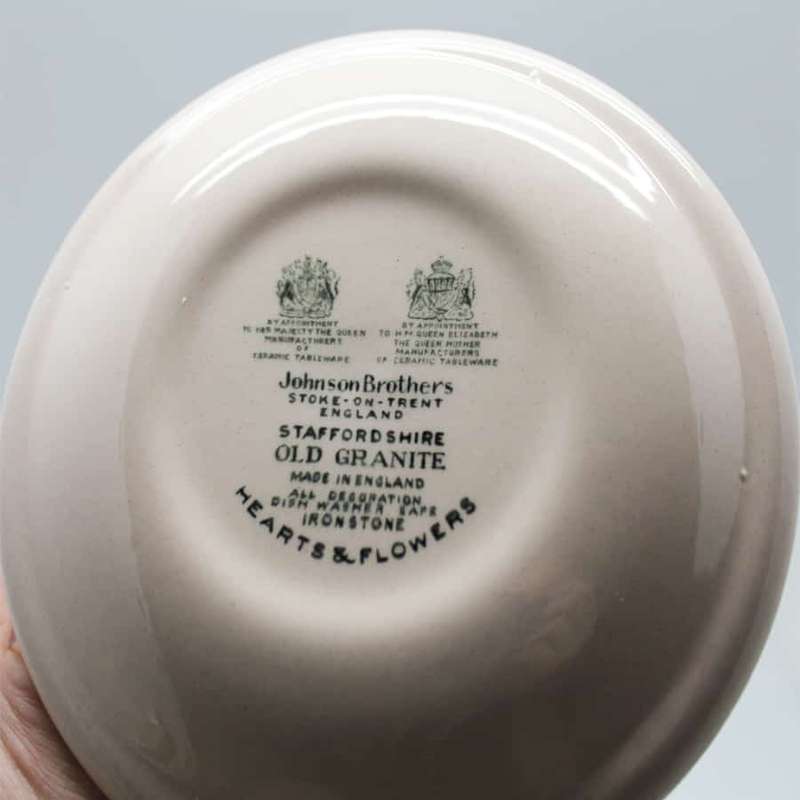 BY APPOINTMENT
TO HER MAJESTY THE QUEEN
MANUFACTURERS
OF
CERAMIC TABLEWARE
BY APPOINTMENT
TO H.M. QUEEN ELIZABETH
THE QUEEN MOTHER
MANUFACTURERS
OF CERAMIC TABLEWARE
Johnson Brothers
STOKE-ON-TRENT
ENGLAND
STAFFORDSHIRE
OLD GRANITE
MADE IN ENGLAND
ALL DECORATION
DISH WASHER SAFE
IRONSTONE
HEARTS & FLOWERS